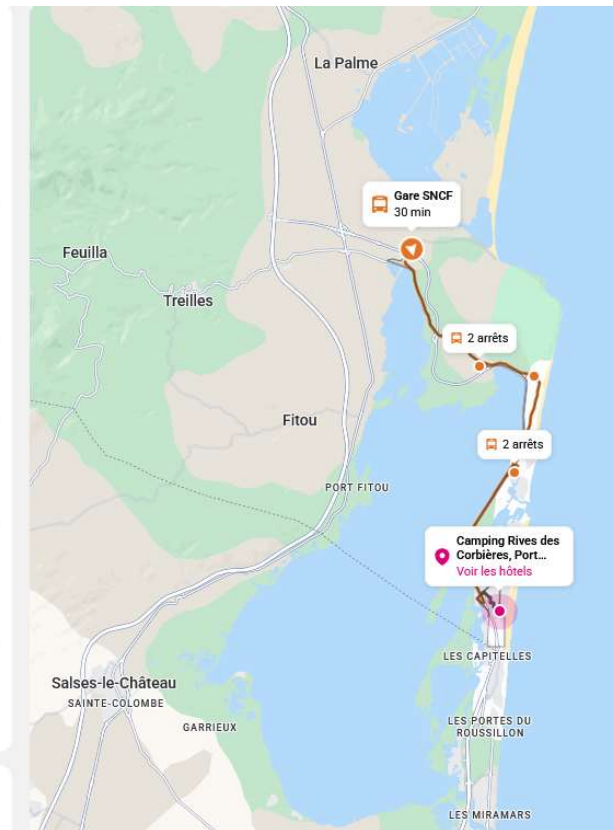 La Palme
Gare SNCF
30 min
Feuilla
Treilles
2 arrêts
Fitou
2 arrêts
PORT FITOU
Camping Rives des
Corbières, Port...
Voir les hôtels
LES CAPITELLES
Salses-le-Château
SAINTE-COLOMBE
GARRIEUX
LES PORTES DU
ROUSSILLON
LES MIRAMARS